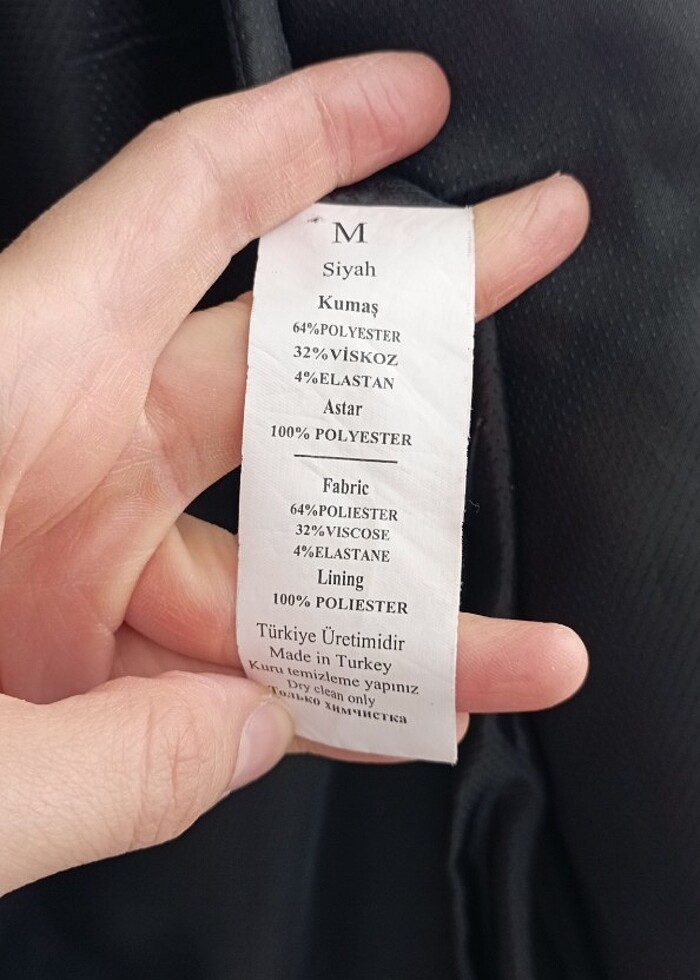 M
Siyah
Kumaş
64%POLYESTER
32%VİSKOZ
4%ELASTAN
Astar
100% POLYESTER
Fabric
64%POLIESTER
32%VISCOSE
4%ELASTANE
Lining
100% POLIESTER
Türkiye Üretimidir
Made in Turkey
Kuru temizleme yapınız
Dry clean only
Только химчистка